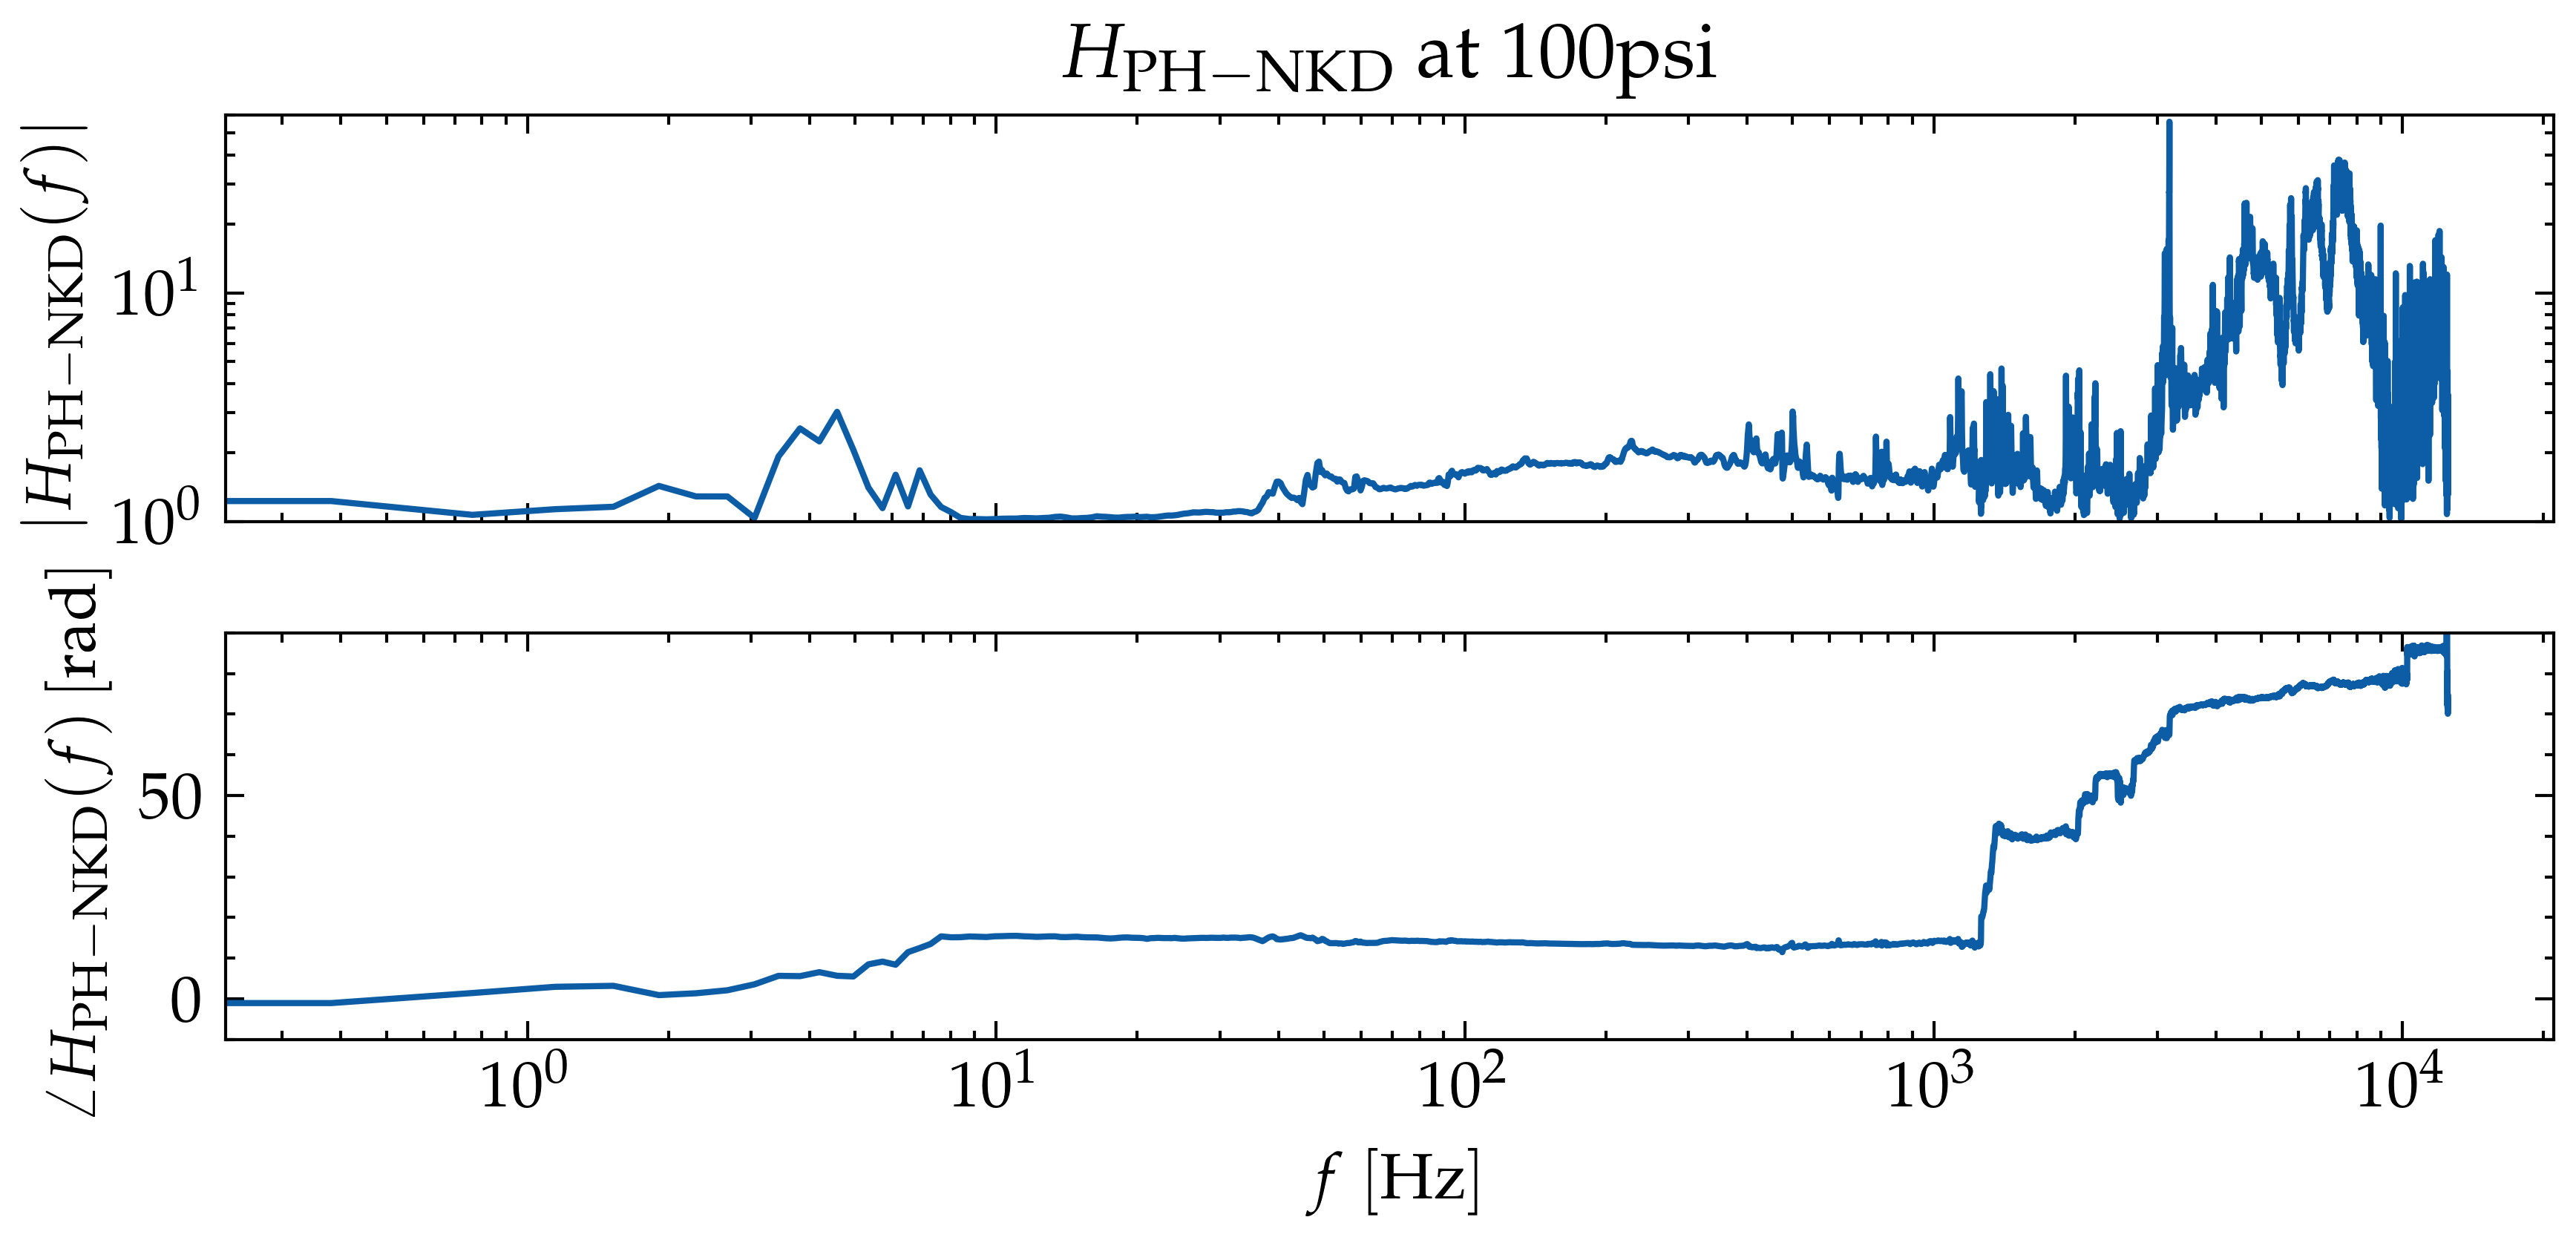 H_PH−NKD at 100psi
|H_PH−NKD(f)|
10^1
10^0
∠H_PH−NKD(f) [rad]
50
0
10^0 10^1 10^2 10^3 10^4
f [Hz]